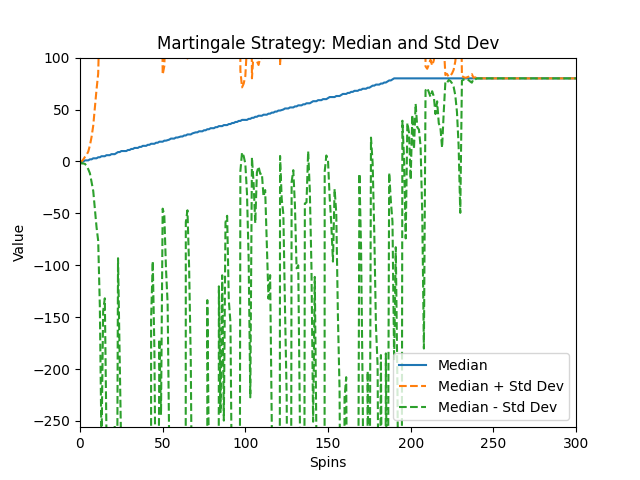 Martingale Strategy: Median and Std Dev
Value
100
50
0
−50
−100
−150
−200
−250
0
50
100
150
200
250
300
Spins
Median
Median + Std Dev
Median - Std Dev